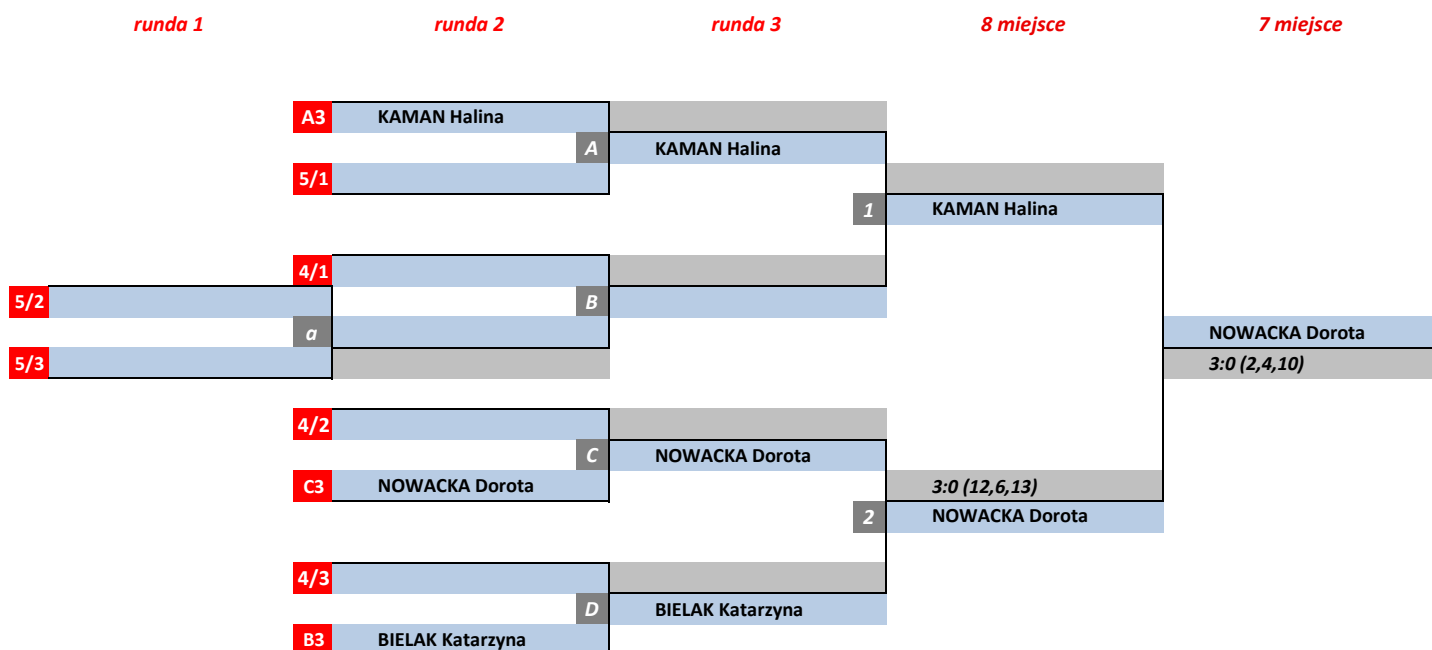 runda 1 runda 2 runda 3 8 miejsce 7 miejsce
A3 KAMAN Halina
A KAMAN Halina
5/1
1 KAMAN Halina
4/1
5/2 B
a NOWACKA Dorota
5/3 3:0 (2,4,10)
4/2
C NOWACKA Dorota
C3 NOWACKA Dorota 3:0 (12,6,13)
2 NOWACKA Dorota
4/3
D BIELAK Katarzyna
B3 BIELAK Katarzyna